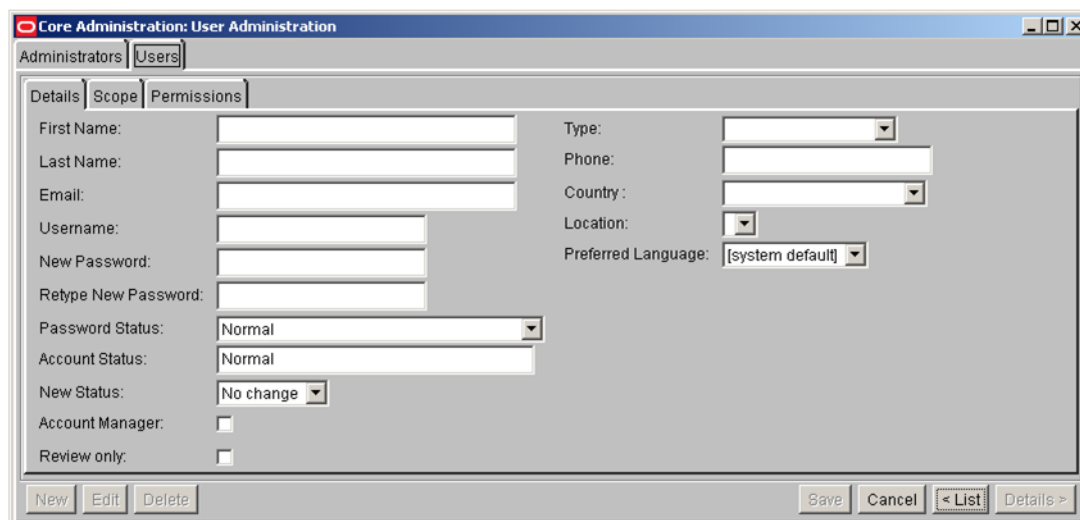 Core Administration: User Administration
Administrators Users
Details Scope Permissions
First Name:
Last Name:
Email:
Username:
New Password:
Retype New Password:
Password Status: Normal
Account Status: Normal
New Status: No change
Account Manager:
Review only:
Type:
Phone:
Country :
Location:
Preferred Language: [system default]
New Edit Delete Save Cancel < List Details >